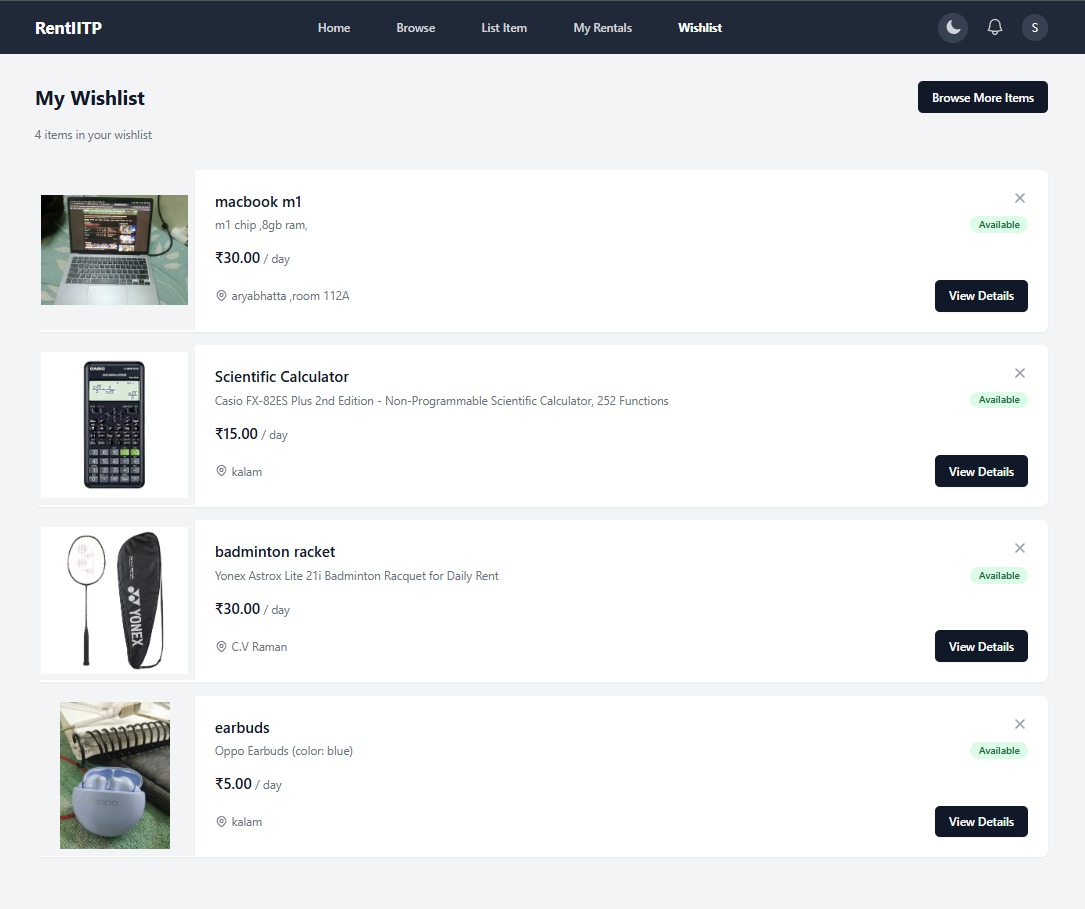 RentIITP
Home
Browse
List Item
My Rentals
Wishlist
S
My Wishlist
Browse More Items
4 items in your wishlist
macbook m1
m1 chip ,8gb ram,
Available
₹30.00 / day
aryabhatta ,room 112A
View Details
CASIO
Scientific Calculator
Casio FX-82ES Plus 2nd Edition - Non-Programmable Scientific Calculator, 252 Functions
Available
₹15.00 / day
kalam
View Details
YONEX
badminton racket
Yonex Astrox Lite 21i Badminton Racquet for Daily Rent
Available
₹30.00 / day
C.V Raman
View Details
oppo
earbuds
Oppo Earbuds (color: blue)
Available
₹5.00 / day
kalam
View Details